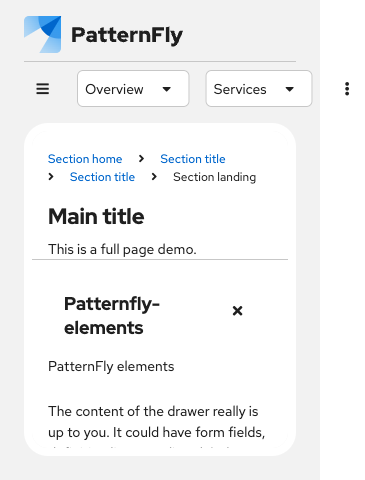 PatternFly
Overview Services
Section home Section title
Section title Section landing
Main title
This is a full page demo.
Patternfly-
elements
PatternFly elements
The content of the drawer really is
up to you. It could have form fields,